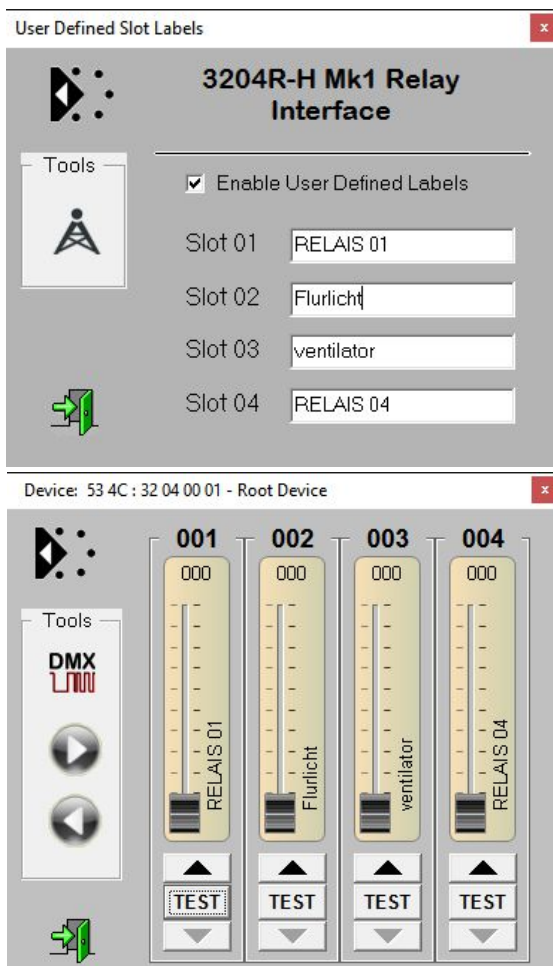 User Defined Slot Labels
x
3204R-H Mk1 Relay
Interface
Tools
Enable User Defined Labels
Slot 01 RELAIS 01
Slot 02 Flurlicht
Slot 03 ventilator
Slot 04 RELAIS 04
Device: 53 4C : 32 04 00 01 - Root Device
x
001 002 003 004
000 000 000 000
Tools
DMX
RELAIS 01 Flurlicht ventilator RELAIS 04
TEST TEST TEST TEST